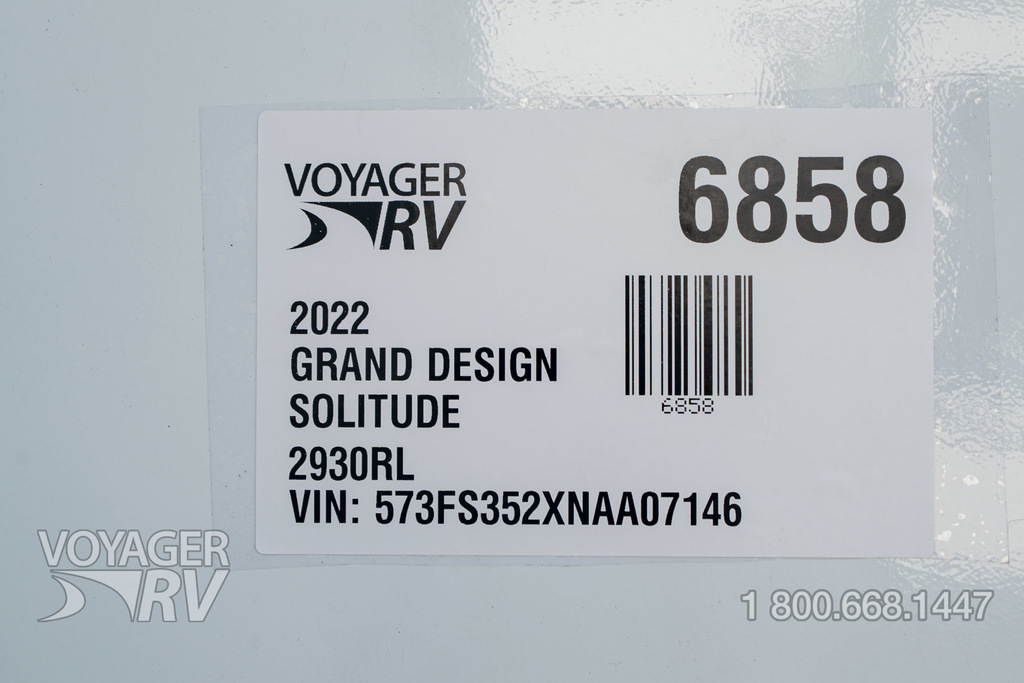 VOYAGER
RV
6858
2022
GRAND DESIGN
SOLITUDE
2930RL
VIN: 573FS352XNAA07146
6858
VOYAGER
RV
1 800.668.1447